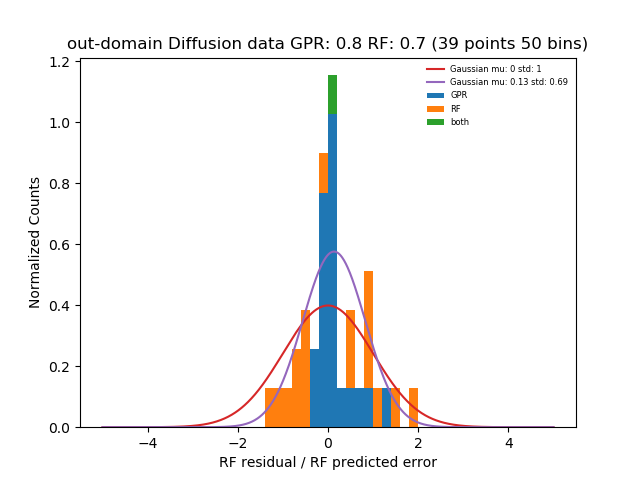 out-domain Diffusion data GPR: 0.8 RF: 0.7 (39 points 50 bins)
1.2
1.0
0.8
0.6
0.4
0.2
0.0
Normalized Counts
Gaussian mu: 0 std: 1
Gaussian mu: 0.13 std: 0.69
GPR
RF
both
−4
−2
0
2
4
RF residual / RF predicted error